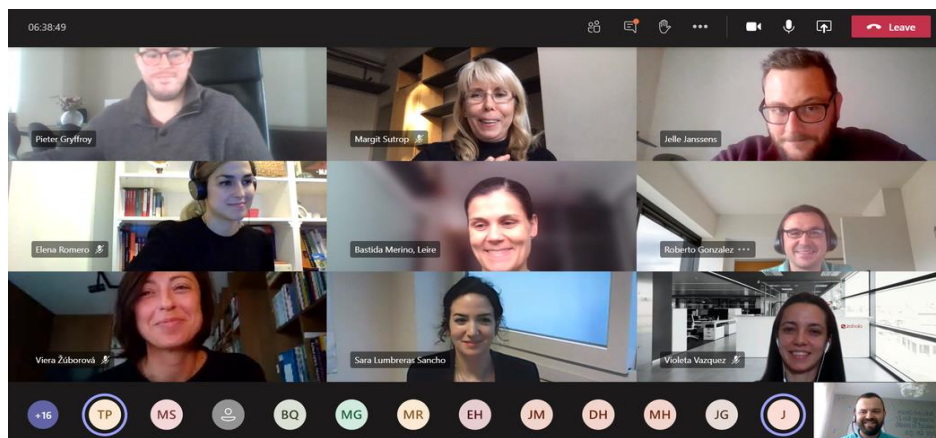 06:38:49
Leave
Pieter Gryffroy
Margit Sutrop
Jelle Janssens
Elena Romero
Bastida Merino, Leire
Roberto Gonzalez
Viera Žúborová
Sara Lumbreras Sancho
Violeta Vazquez
+16
TP
MS
BQ
MG
MR
EH
JM
DH
MH
JG
J